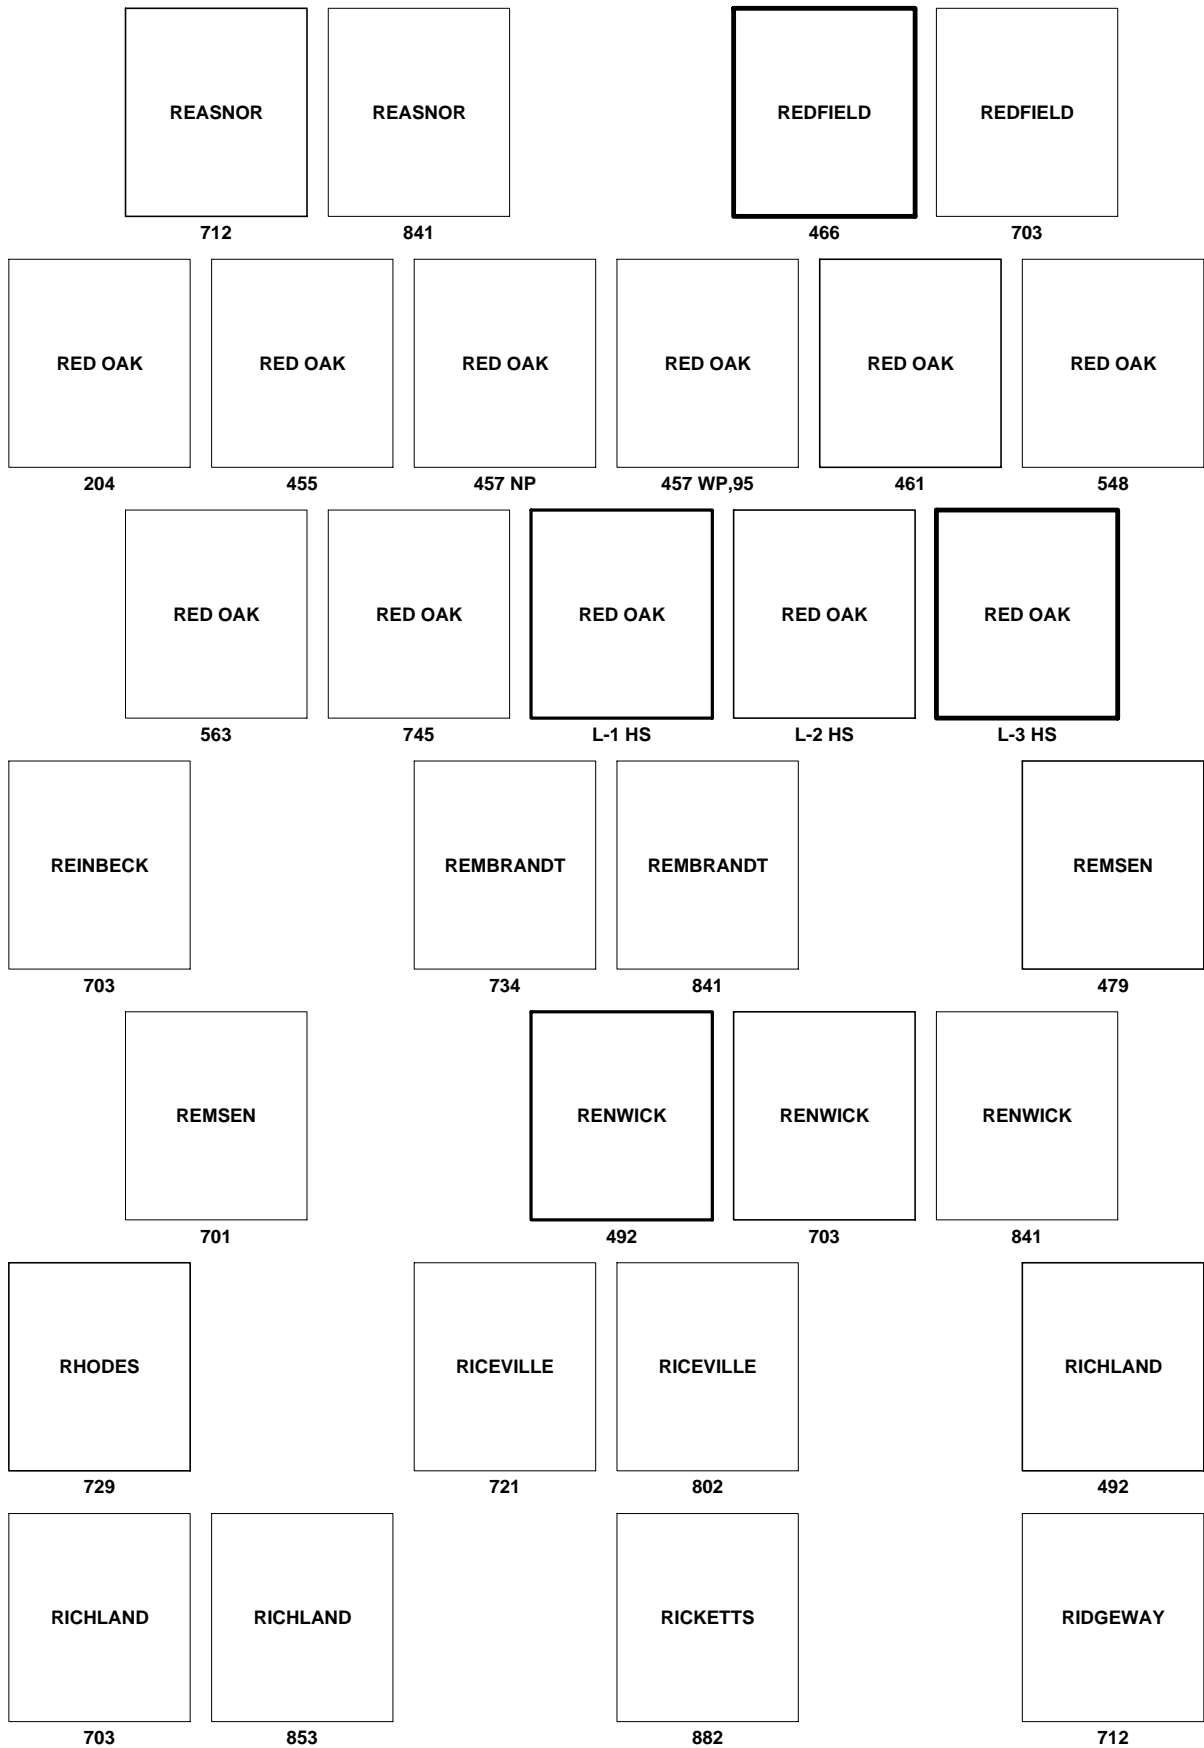 REASNOR REASNOR REDFIELD REDFIELD
712 841 466 703
RED OAK RED OAK RED OAK RED OAK RED OAK RED OAK
204 455 457 NP 457 WP,95 461 548
RED OAK RED OAK RED OAK RED OAK RED OAK
563 745 L-1 HS L-2 HS L-3 HS
REINBECK REMBRANDT REMBRANDT REMSEN
703 734 841 479
REMSEN RENWICK RENWICK RENWICK
701 492 703 841
RHODES RICEVILLE RICEVILLE RICHLAND
729 721 802 492
RICHLAND RICHLAND RICKETTS RIDGEWAY
703 853 882 712